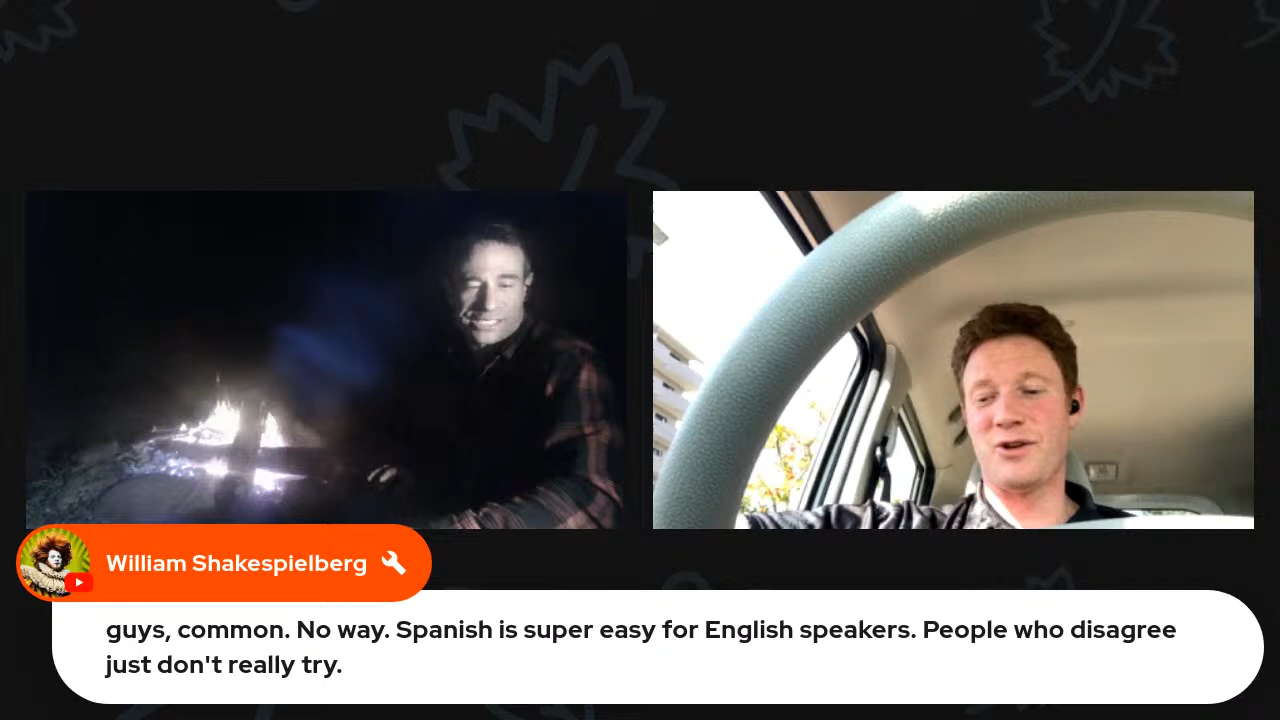 William Shakespielberg
guys, common. No way. Spanish is super easy for English speakers. People who disagree
just don't really try.